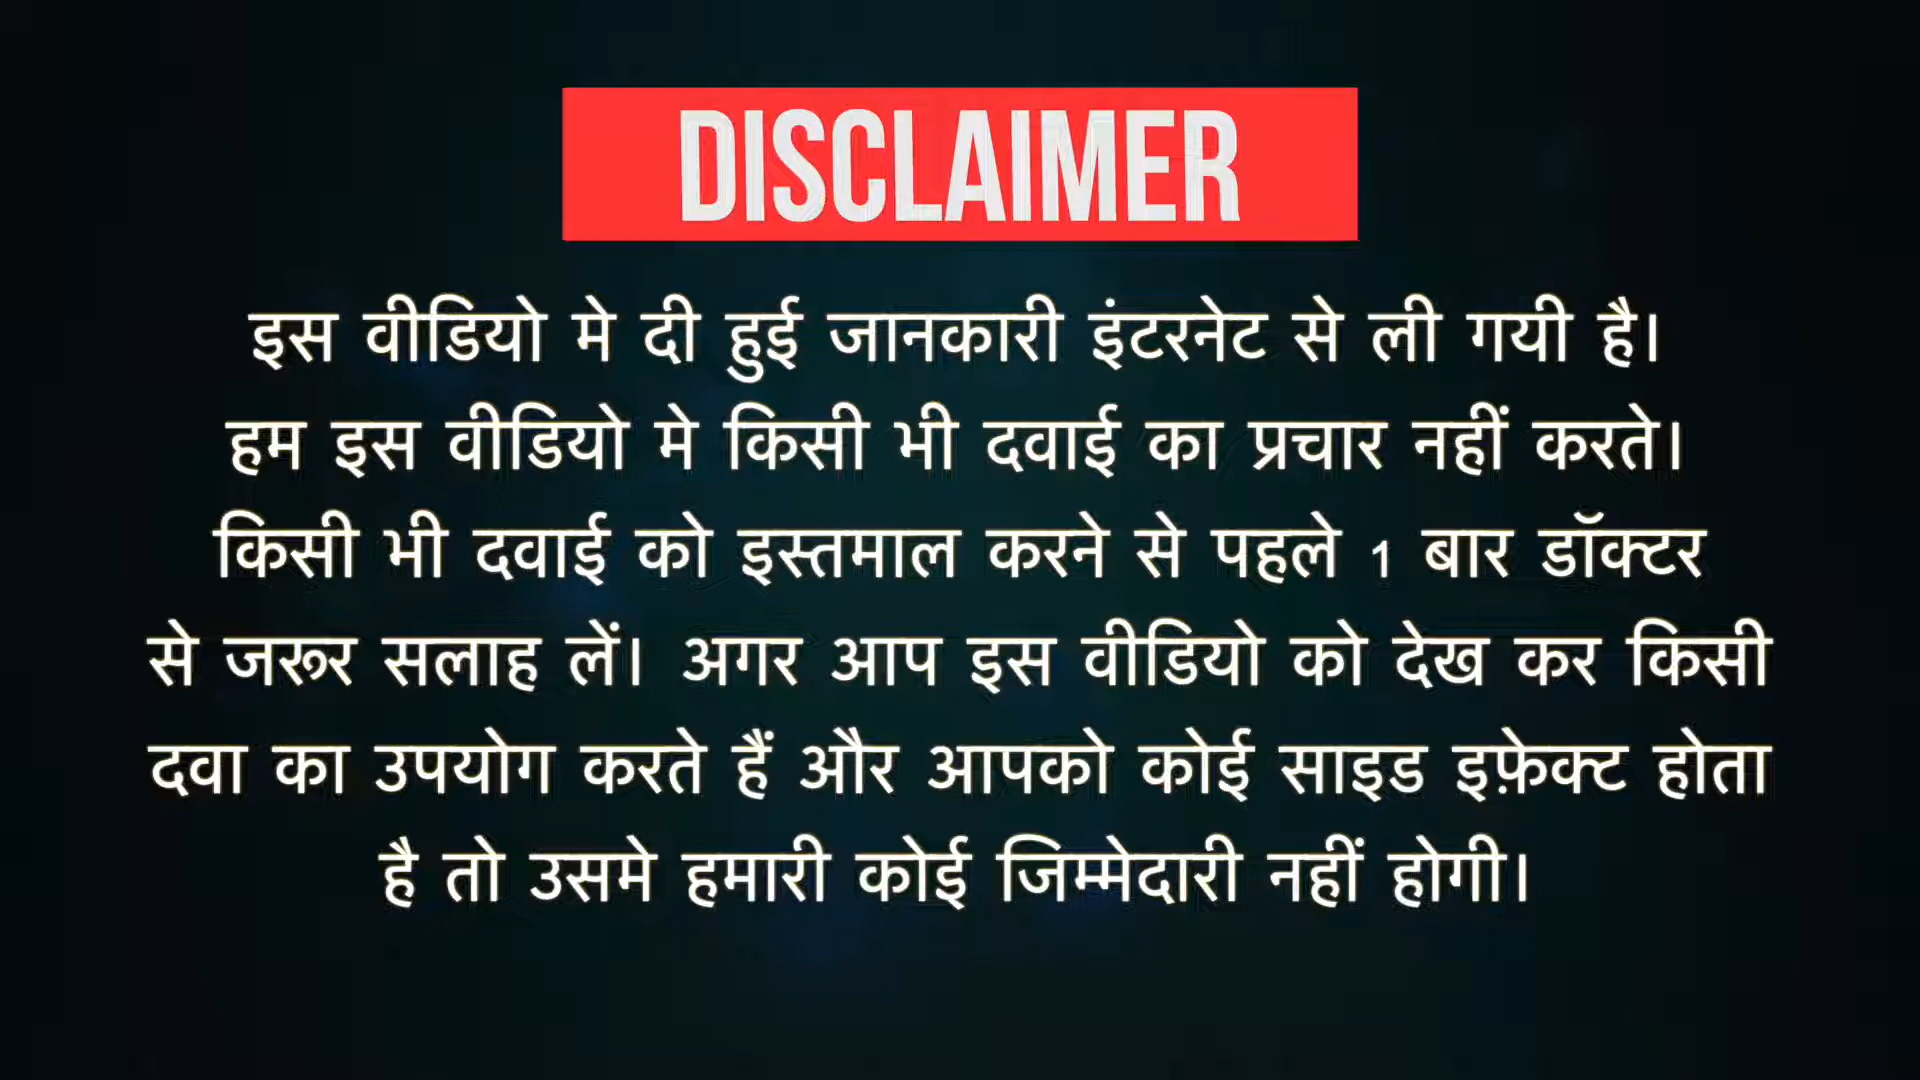 DISCLAIMER
इस वीडियो मे दी हुई जानकारी इंटरनेट से ली गयी है।
हम इस वीडियो मे किसी भी दवाई का प्रचार नहीं करते।
किसी भी दवाई को इस्तमाल करने से पहले 1 बार डॉक्टर
से जरूर सलाह लें। अगर आप इस वीडियो को देख कर किसी
दवा का उपयोग करते हैं और आपको कोई साइड इफ़ेक्ट होता
है तो उसमे हमारी कोई जिम्मेदारी नहीं होगी।